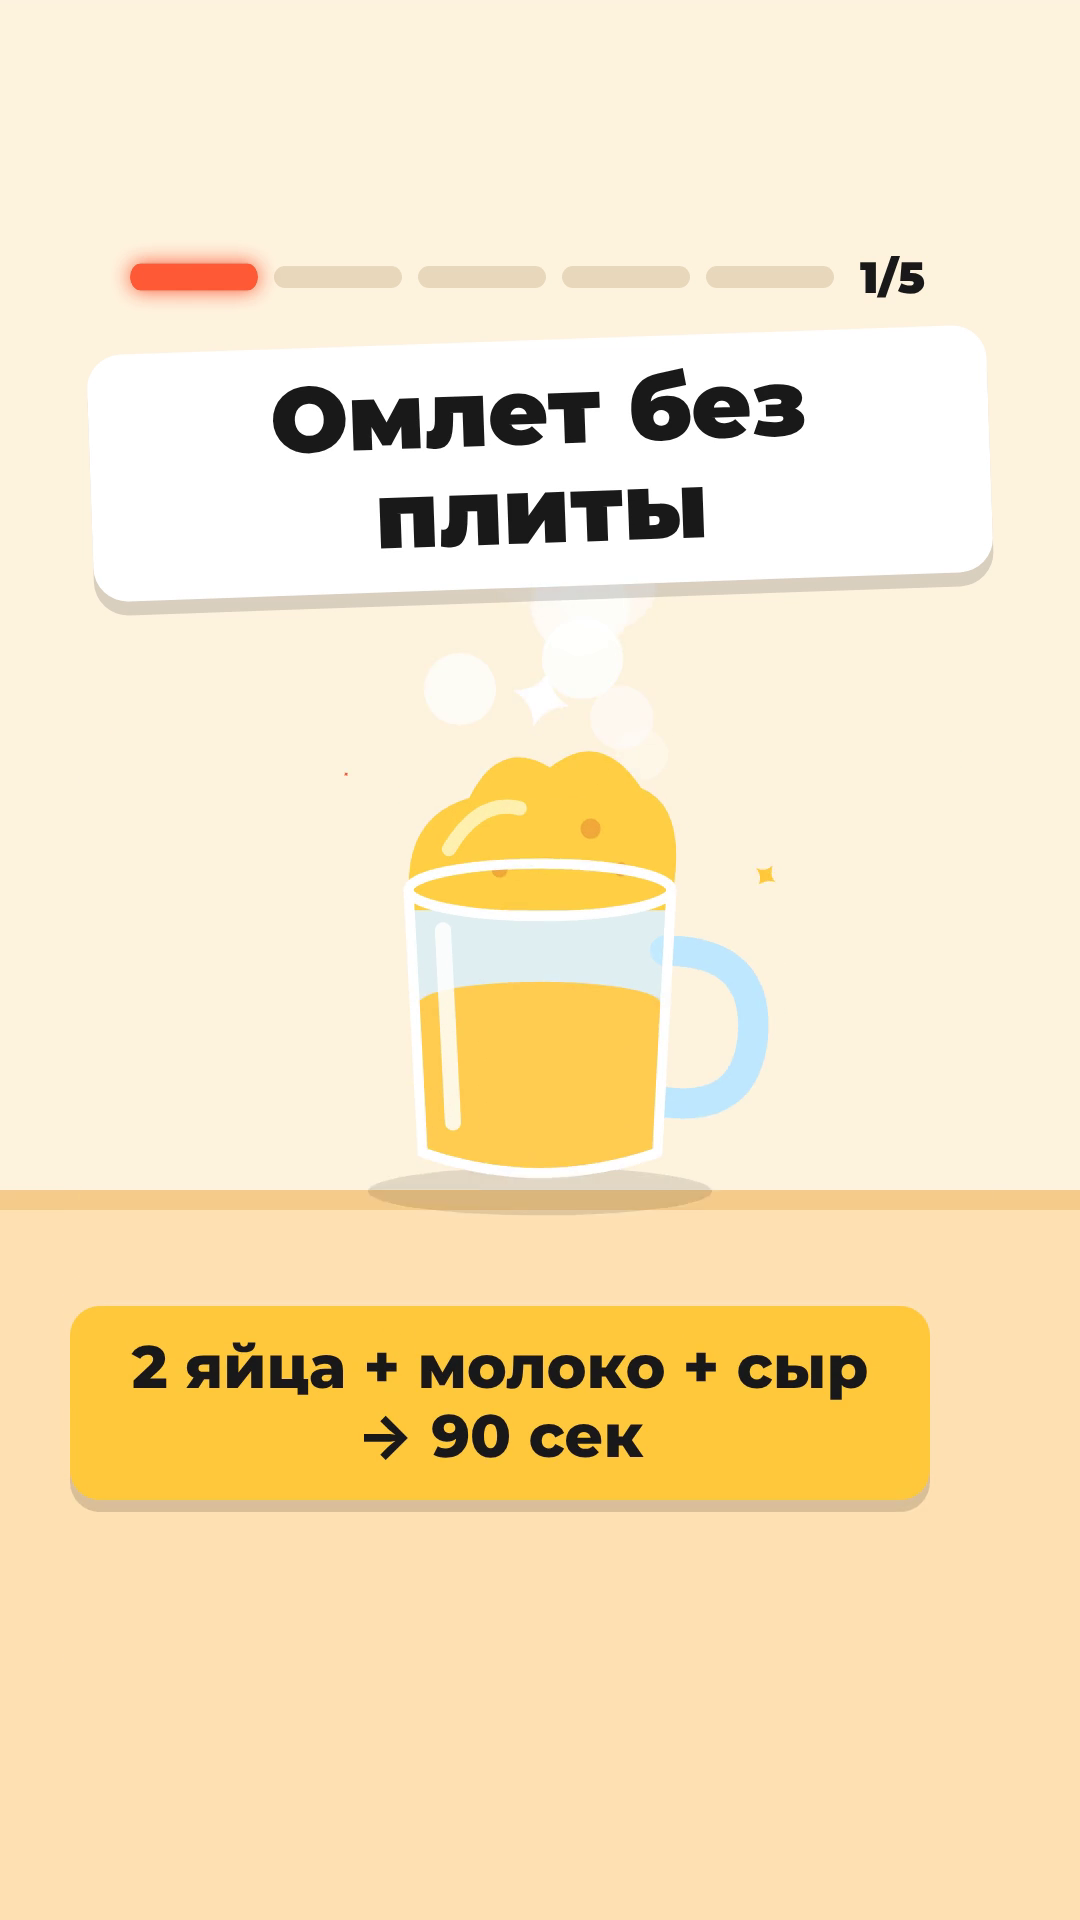 1/5
Омлет без
плиты
2 яйца + молоко + сыр
→ 90 сек